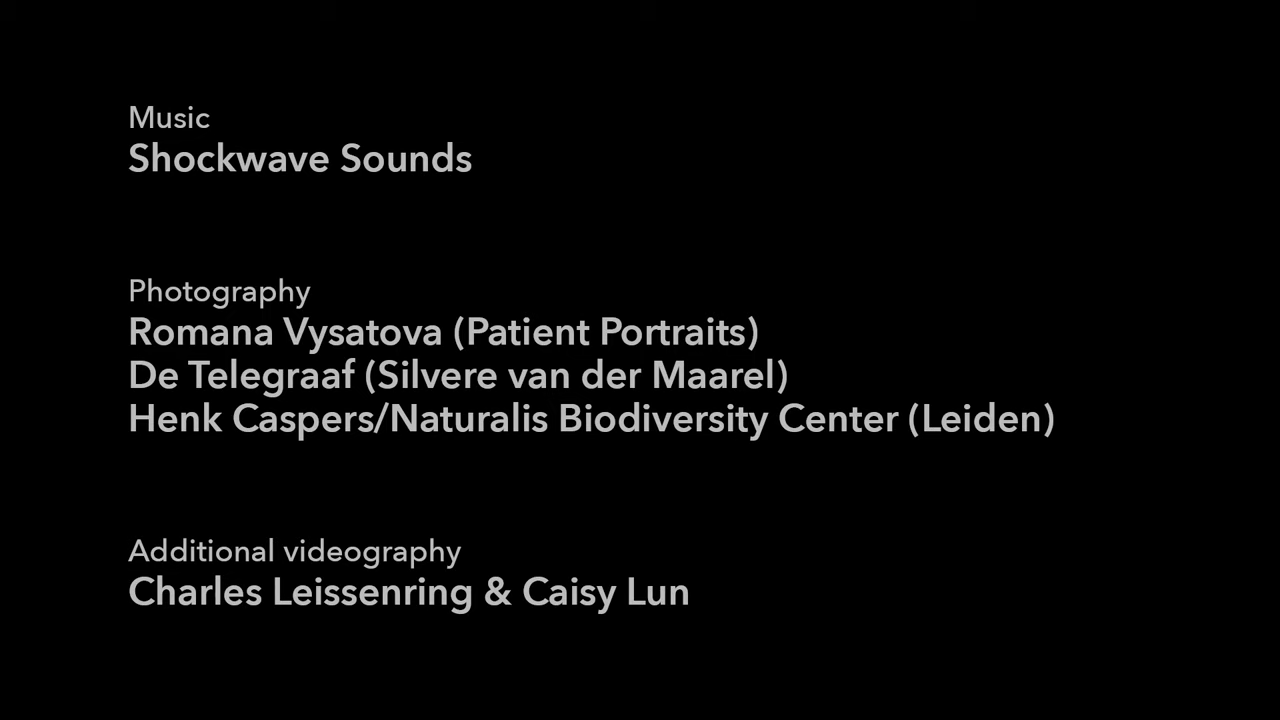 Music
Shockwave Sounds
Photography
Romana Vysatova (Patient Portraits)
De Telegraaf (Silvere van der Maarel)
Henk Caspers/Naturalis Biodiversity Center (Leiden)
Additional videography
Charles Leissenring & Caisy Lun